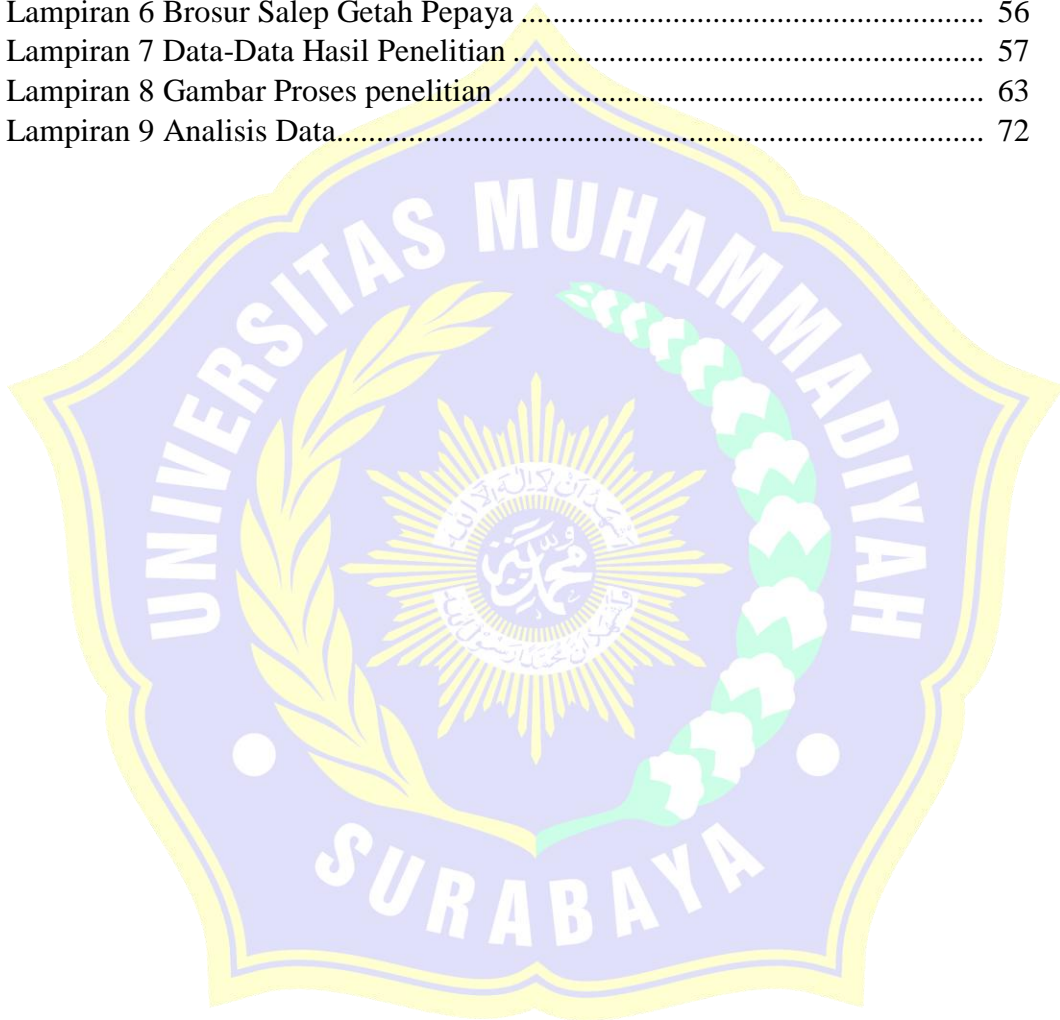 Lampiran 6 Brosur Salep Getah Pepaya ........................................................ 56
Lampiran 7 Data-Data Hasil Penelitian ......................................................... 57
Lampiran 8 Gambar Proses penelitian ........................................................... 63
Lampiran 9 Analisis Data.............................................................................. 72
UNIVERSITAS MUHAMMADIYAH
SURABAYA